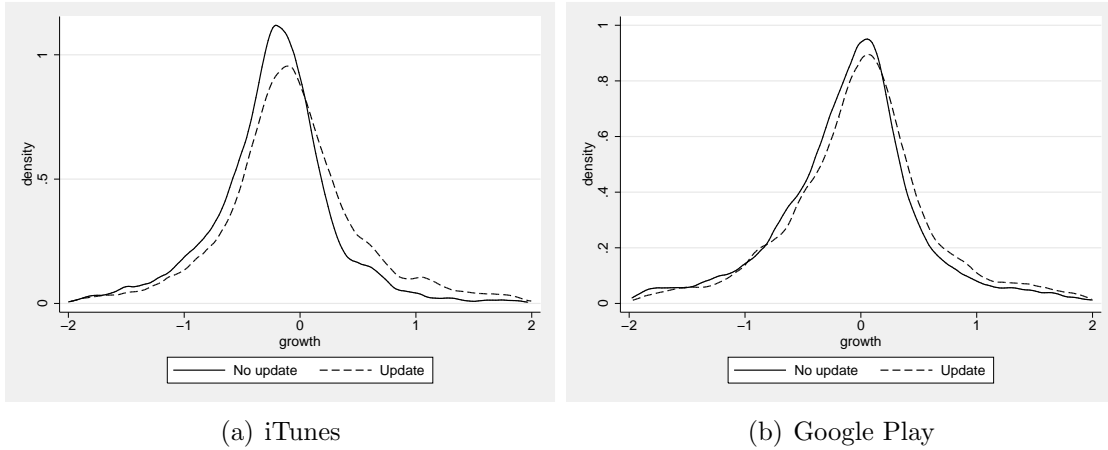 density
0
.5
1
−2
−1
0
1
2
growth
No update
Update
(a) iTunes
density
0
.2
.4
.6
.8
1
−2
−1
0
1
2
growth
No update
Update
(b) Google Play